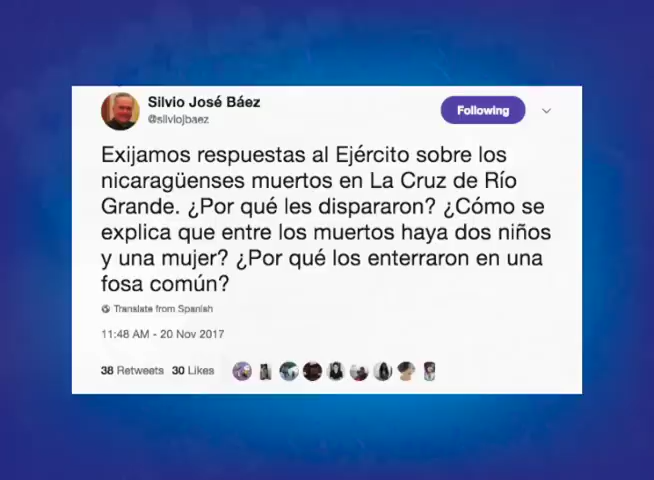 Silvio José Báez
@silviojbaez
Following
Exijamos respuestas al Ejército sobre los
nicaragüenses muertos en La Cruz de Río
Grande. ¿Por qué les dispararon? ¿Cómo se
explica que entre los muertos haya dos niños
y una mujer? ¿Por qué los enterraron en una
fosa común?
Translate from Spanish
11:48 AM - 20 Nov 2017
38 Retweets 30 Likes